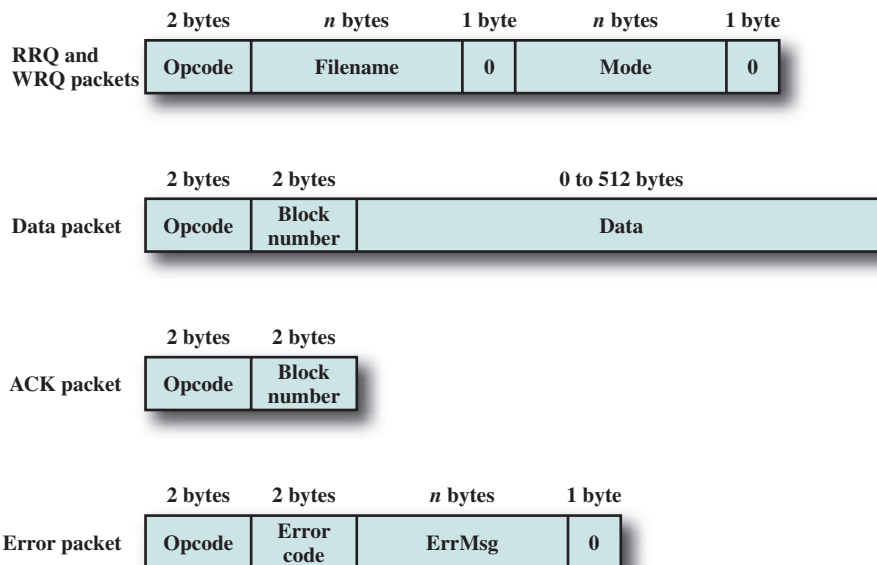 2 bytes n bytes 1 byte n bytes 1 byte
RRQ and
WRQ packets
Opcode Filename 0 Mode 0
2 bytes 2 bytes 0 to 512 bytes
Data packet Opcode Block
number Data
2 bytes 2 bytes
ACK packet Opcode Block
number
2 bytes 2 bytes n bytes 1 byte
Error packet Opcode Error
code ErrMsg 0